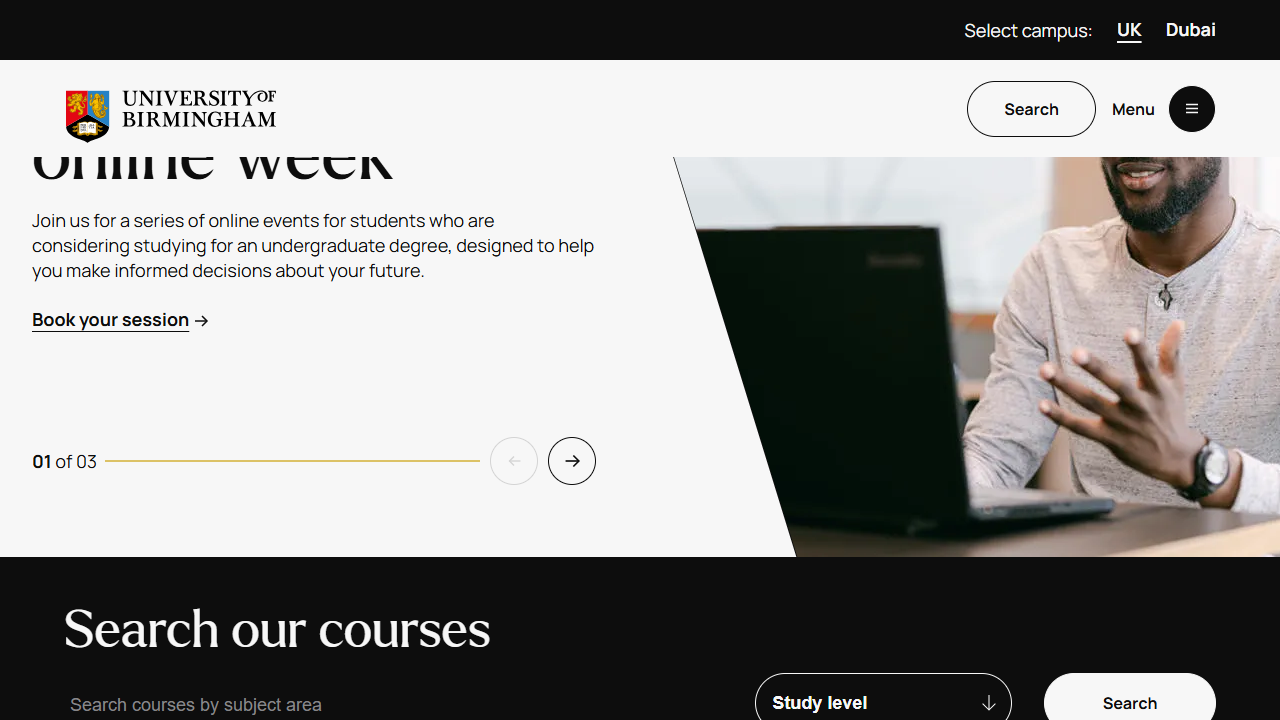 Select campus: UK Dubai
UNIVERSITY OF
BIRMINGHAM
Search Menu
online week
Join us for a series of online events for students who are
considering studying for an undergraduate degree, designed to help
you make informed decisions about your future.
Book your session →
01 of 03
Search our courses
Search courses by subject area
Study level
Search